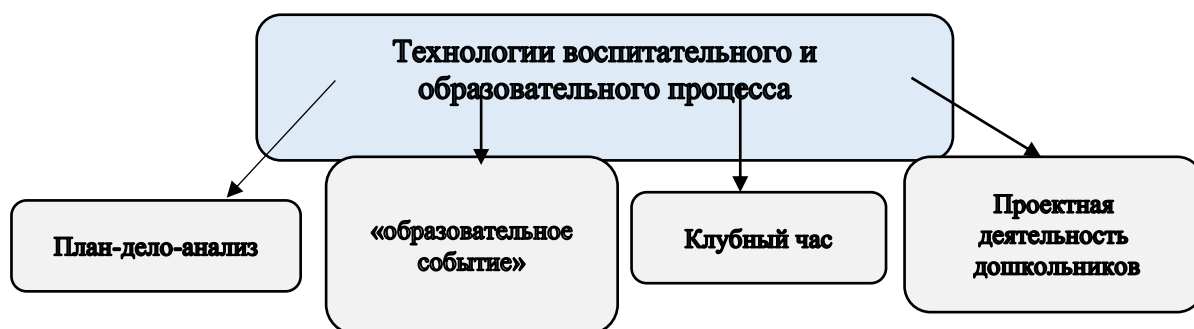 Технологии воспитательного и
образовательного процесса
План-дело-анализ
«образовательное
событие»
Клубный час
Проектная
деятельность
дошкольников